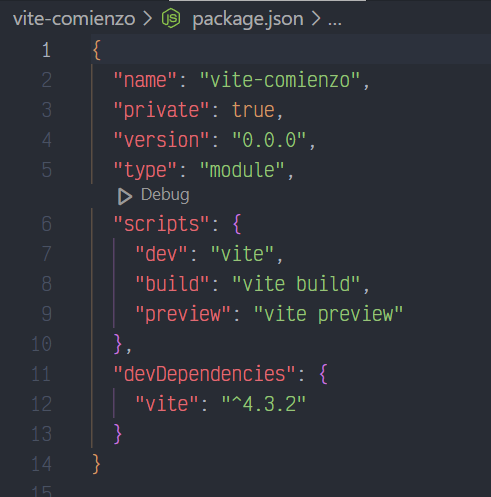 vite-comienzo > package.json > ...
1 {
2 "name": "vite-comienzo",
3 "private": true,
4 "version": "0.0.0",
5 "type": "module",
Debug
6 "scripts": {
7 "dev": "vite",
8 "build": "vite build",
9 "preview": "vite preview"
10 },
11 "devDependencies": {
12 "vite": "^4.3.2"
13 }
14 }